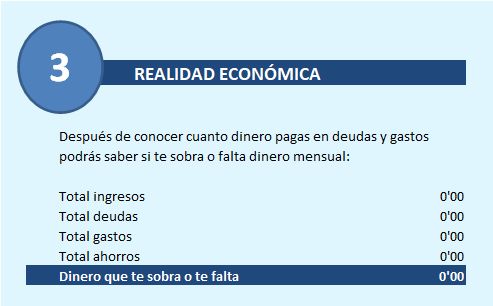 3
REALIDAD ECONÓMICA
Después de conocer cuanto dinero pagas en deudas y gastos
podrás saber si te sobra o falta dinero mensual:
Total ingresos 0'00
Total deudas 0'00
Total gastos 0'00
Total ahorros 0'00
Dinero que te sobra o te falta 0'00